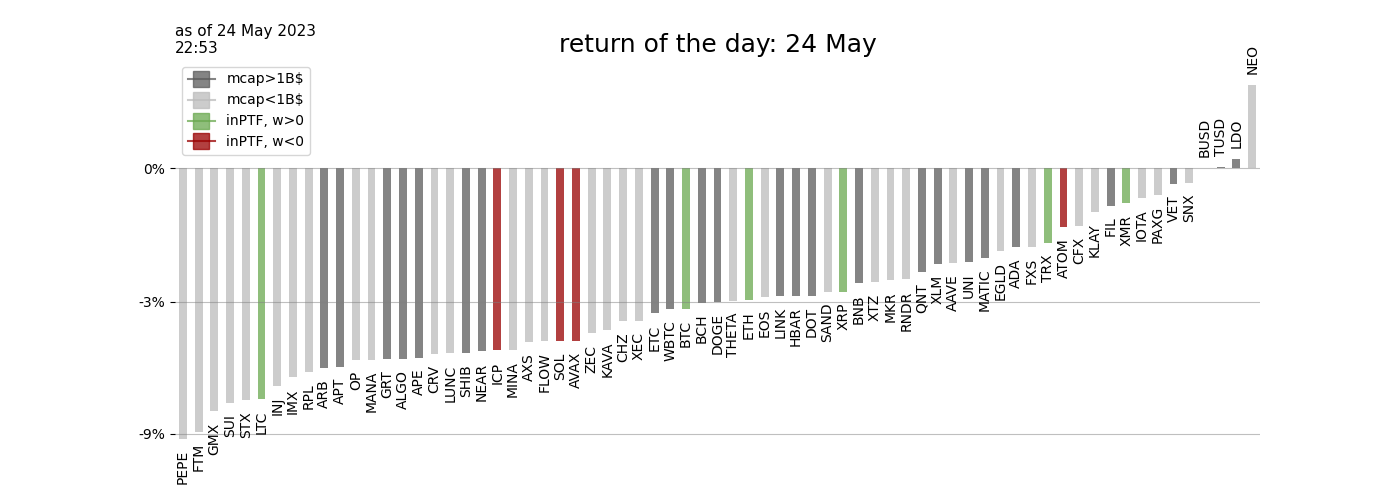 as of 24 May 2023
22:53
return of the day: 24 May
mcap>1B$
mcap<1B$
inPTF, w>0
inPTF, w<0
0%
-3%
-9%
PEPE
FTM
GMX
SUI
STX
LTC
INJ
IMX
RPL
ARB
APT
OP
MANA
GRT
ALGO
APE
CRV
LUNC
SHIB
NEAR
ICP
MINA
AXS
FLOW
SOL
AVAX
ZEC
KAVA
CHZ
XEC
ETC
WBTC
BTC
BCH
DOGE
THETA
ETH
EOS
LINK
HBAR
DOT
SAND
XRP
BNB
XTZ
MKR
RNDR
QNT
XLM
AAVE
UNI
MATIC
EGLD
ADA
FXS
TRX
ATOM
CFX
KLAY
FIL
XMR
IOTA
PAXG
VET
SNX
BUSD
TUSD
LDO
NEO